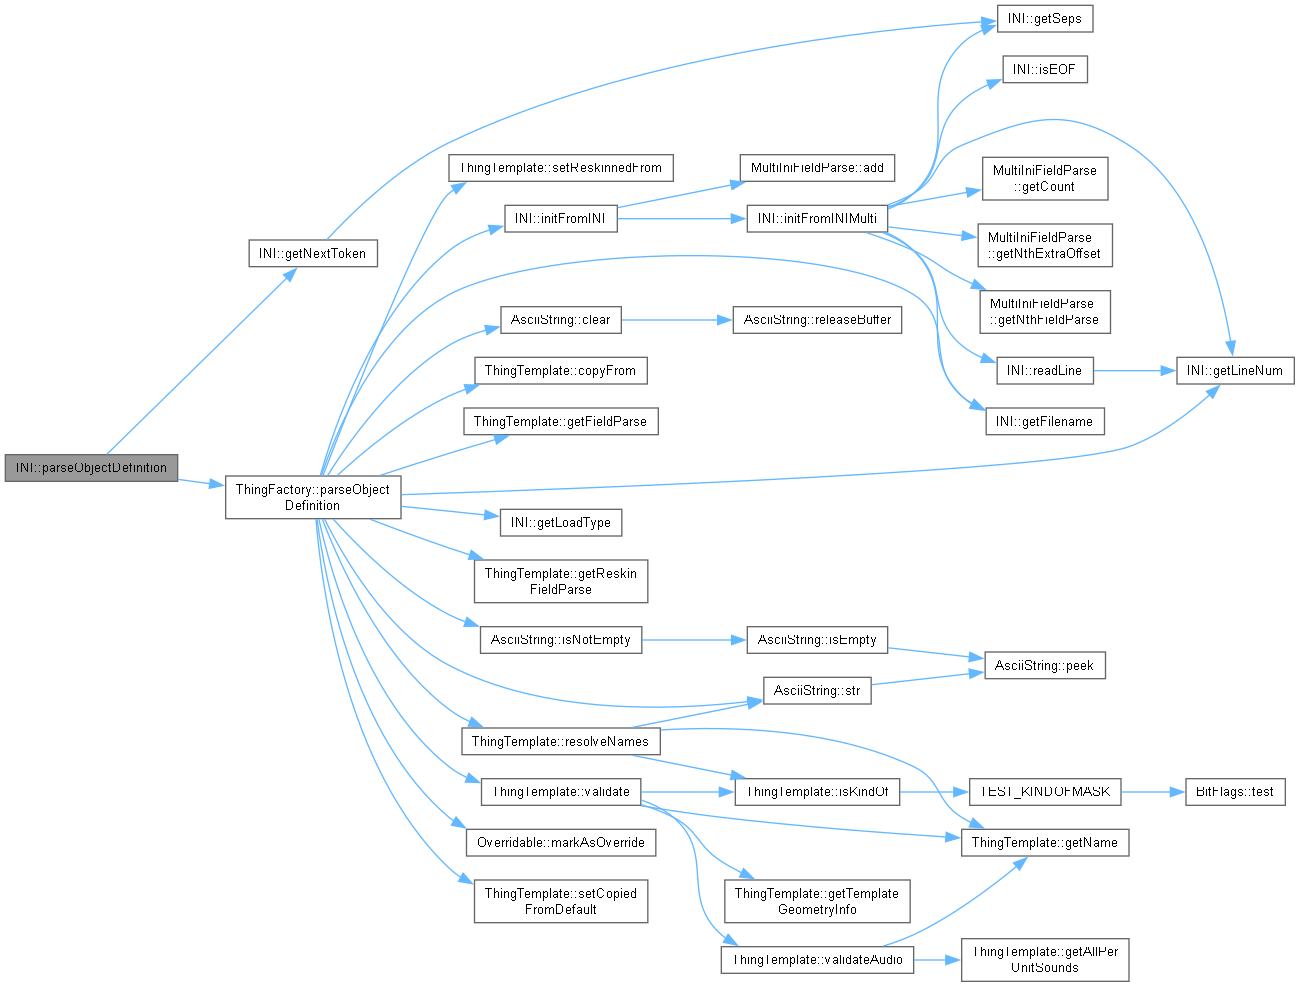 INI::getSeps
INI::isEOF
ThingTemplate::setReskinnedFrom
MultiIniFieldParse::add
MultiIniFieldParse
::getCount
INI::initFromINI
INI::initFromINIMulti
INI::getNextToken
MultiIniFieldParse
::getNthExtraOffset
MultiIniFieldParse
::getNthFieldParse
AsciiString::clear
AsciiString::releaseBuffer
ThingTemplate::copyFrom
INI::readLine
INI::getLineNum
ThingTemplate::getFieldParse
INI::getFilename
INI::parseObjectDefinition
ThingFactory::parseObject
Definition
INI::getLoadType
ThingTemplate::getReskin
FieldParse
AsciiString::isNotEmpty
AsciiString::isEmpty
AsciiString::peek
AsciiString::str
ThingTemplate::resolveNames
ThingTemplate::validate
ThingTemplate::isKindOf
TEST_KINDOFMASK
BitFlags::test
Overridable::markAsOverride
ThingTemplate::getName
ThingTemplate::setCopied
FromDefault
ThingTemplate::getTemplate
GeometryInfo
ThingTemplate::validateAudio
ThingTemplate::getAllPer
UnitSounds